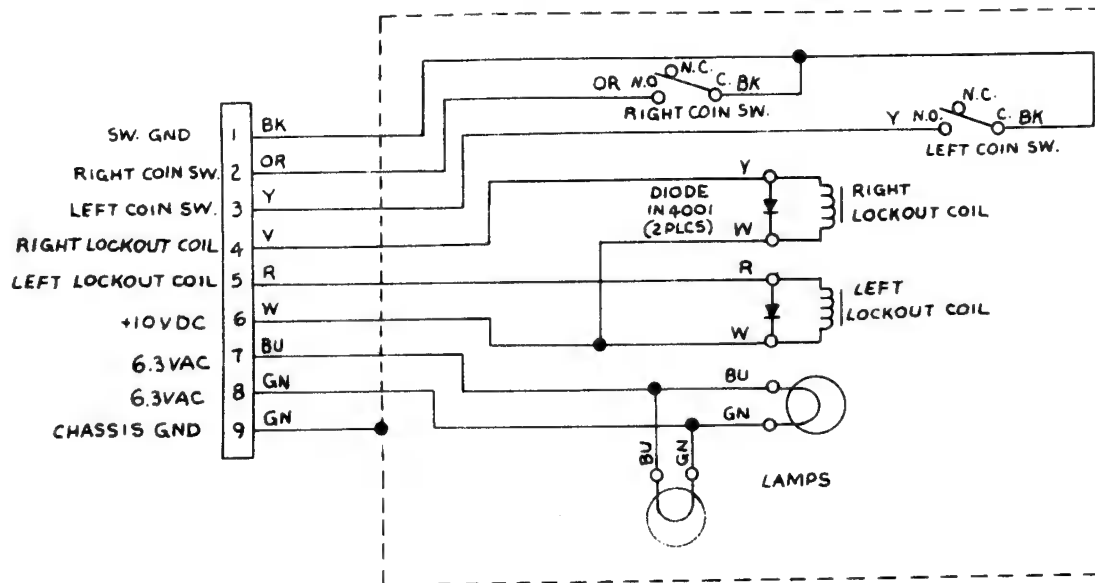 N.C.
OR N.O. C. BK
RIGHT COIN SW.
N.C.
Y N.O. C. BK
LEFT COIN SW.
SW. GND 1 BK
RIGHT COIN SW. 2 OR
LEFT COIN SW. 3 Y
RIGHT LOCKOUT COIL 4 V
LEFT LOCKOUT COIL 5 R
+10VDC 6 W
6.3VAC 7 BU
6.3VAC 8 GN
CHASSIS GND 9 GN
Y
DIODE
IN4001
(2PLCS)
W
RIGHT
LOCKOUT COIL
R
W
LEFT
LOCKOUT COIL
BU
GN
BU
GN
LAMPS